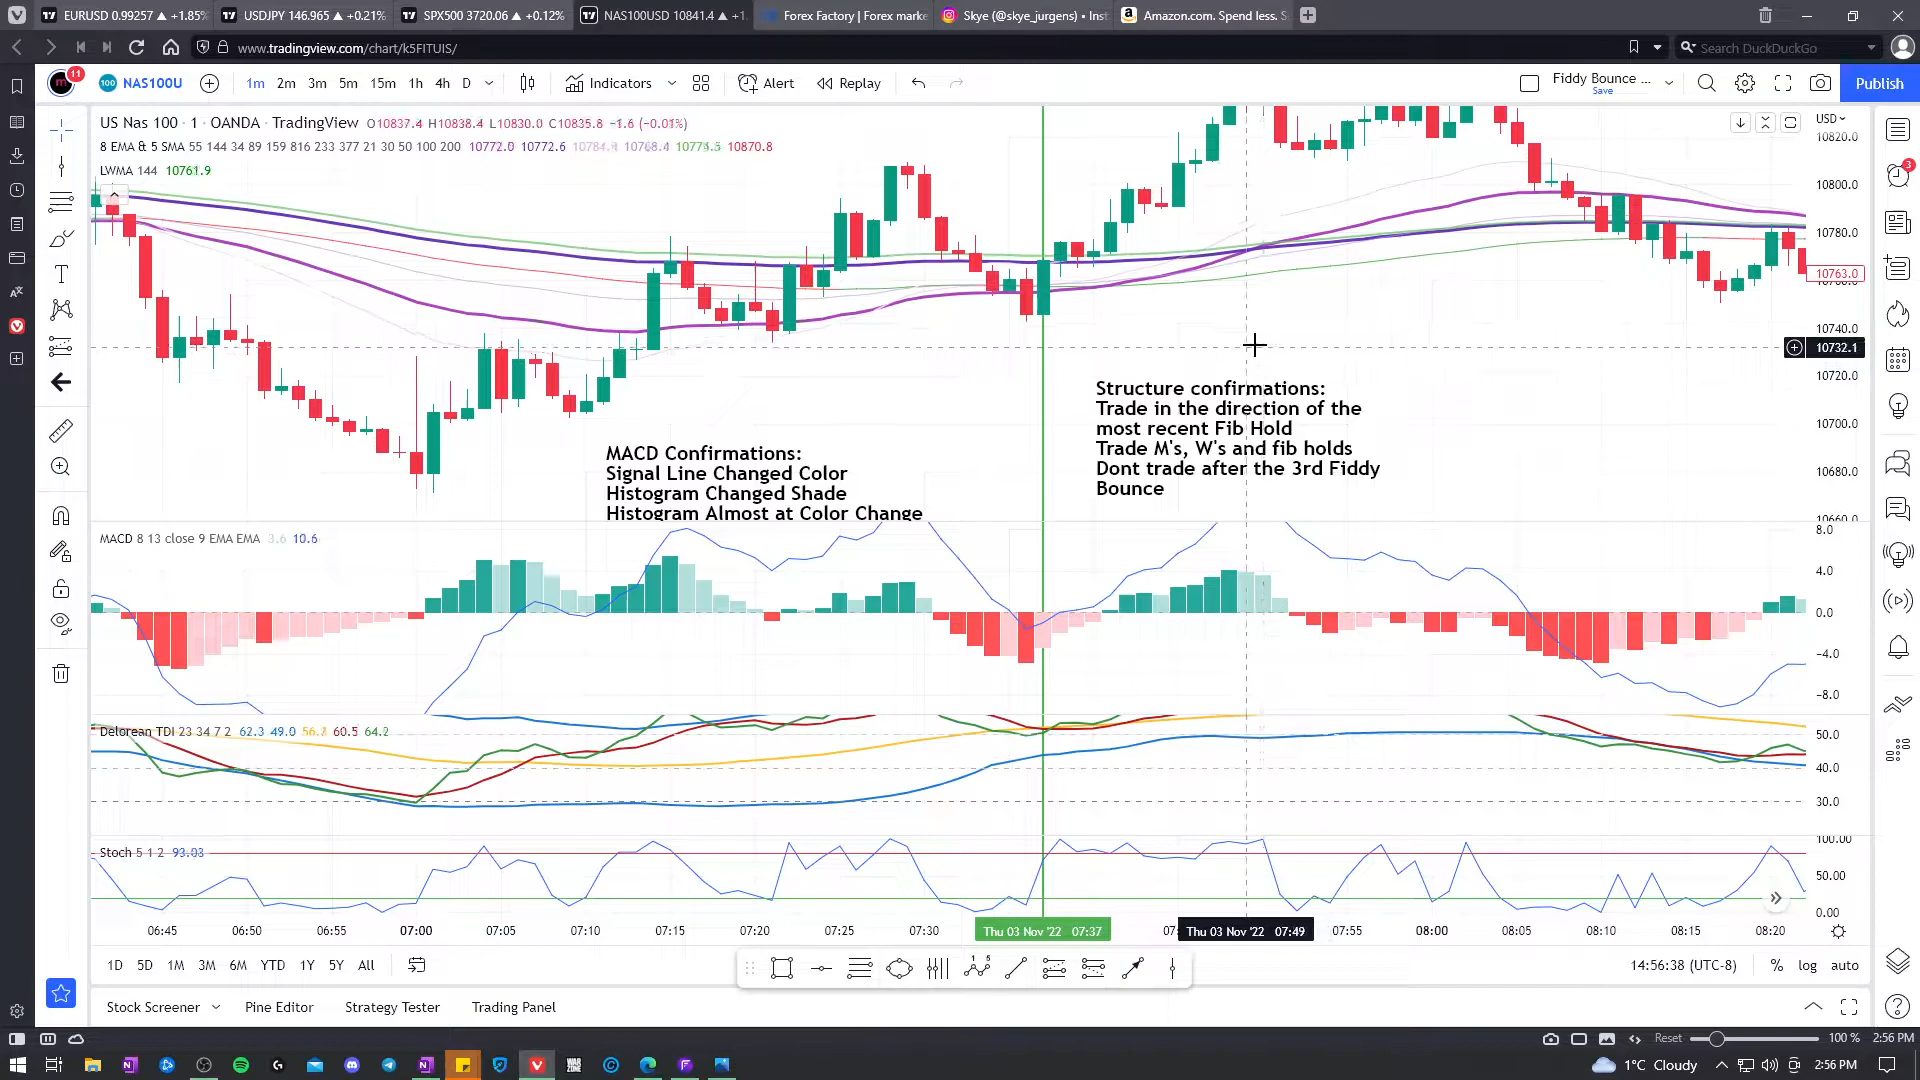 EURUSD 0.99257 ▲ +1.85%
USDJPY 146.965 ▲ +0.21%
SPX500 3720.06 ▲ +0.12%
NAS100USD 10841.4 ▲ +1.
Forex Factory | Forex marke
Skye (@skye_jurgens) • Inst
Amazon.com. Spend less. S
www.tradingview.com/chart/k5FITUIS/
Search DuckDuckGo
11
100
NAS100U
1m 2m 3m 5m 15m 1h 4h D
Indicators
Alert
Replay
Fiddy Bounce ...
Save
Publish
US Nas 100 · 1 · OANDA · TradingView O10837.4 H10838.4 L10830.0 C10835.8 −1.6 (−0.01%)
8 EMA & 5 SMA 55 144 34 89 159 816 233 377 21 30 50 100 200 10772.0 10772.6 10768.4 10870.8
LWMA 144 10761.9
USD
10820.0
10800.0
10780.0
10763.0
10740.0
10732.1
10720.0
10700.0
10680.0
10660.0
3
Structure confirmations:
Trade in the direction of the
most recent Fib Hold
Trade M's, W's and fib holds
Dont trade after the 3rd Fiddy
Bounce
MACD Confirmations:
Signal Line Changed Color
Histogram Changed Shade
Histogram Almost at Color Change
MACD 8 13 close 9 EMA EMA 3.6 10.6
8.0
4.0
0.0
−4.0
−8.0
Delorean TDI 23 34 7 2 62.3 49.0 60.5 64.2
50.0
40.0
30.0
Stoch 5 1 2 93.03
100.00
50.00
0.00
06:45 06:50 06:55 07:00 07:05 07:10 07:15 07:20 07:25 07:30 Thu 03 Nov '22 07:37 Thu 03 Nov '22 07:49 07:55 08:00 08:05 08:10 08:15 08:20
1D 5D 1M 3M 6M YTD 1Y 5Y All
14:56:38 (UTC-8)
% log auto
Stock Screener
Pine Editor
Strategy Tester
Trading Panel
Reset
100 %
2:56 PM
WAR
ZONE
1°C Cloudy
2:56 PM